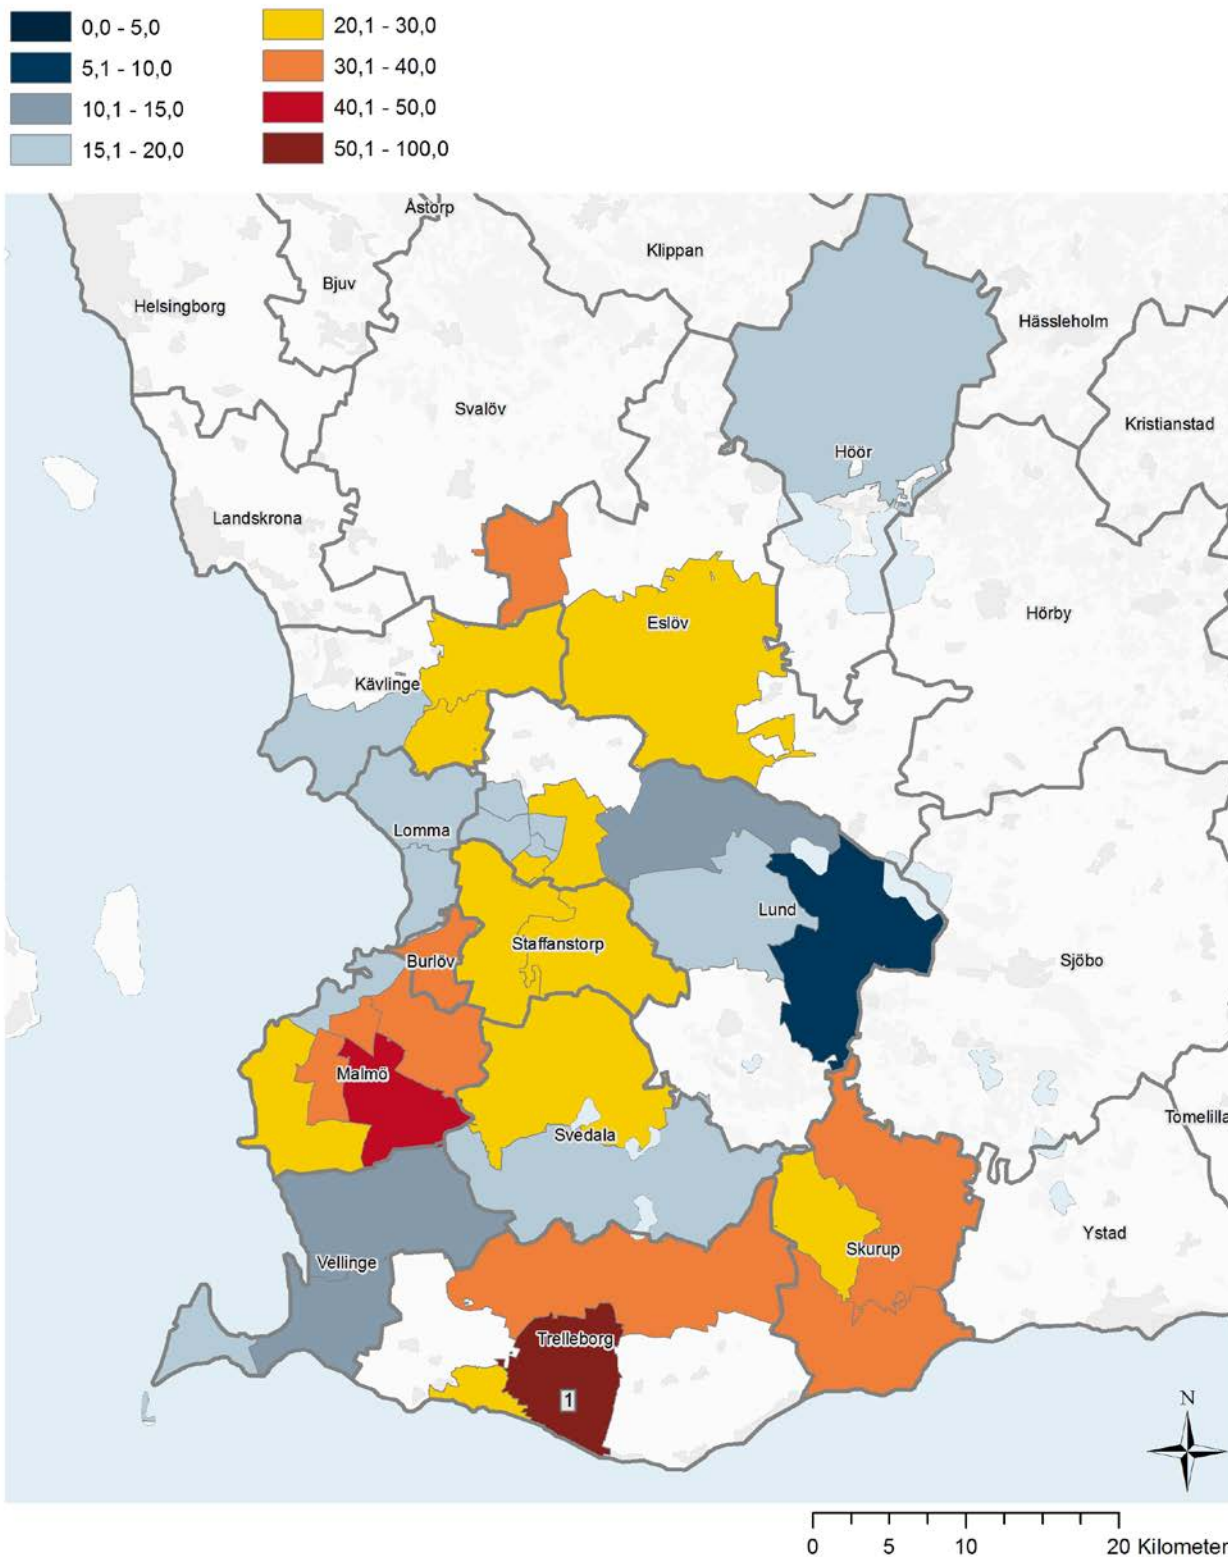 0,0 - 5,0
5,1 - 10,0
10,1 - 15,0
15,1 - 20,0
20,1 - 30,0
30,1 - 40,0
40,1 - 50,0
50,1 - 100,0
Åstorp
Klippan
Bjuv
Helsingborg
Hässleholm
Svalöv
Kristianstad
Höör
Landskrona
Hörby
Eslöv
Kävlinge
Lomma
Lund
Staffanstorp
Burlöv
Sjöbo
Malmö
Tomelilla
Svedala
Ystad
Skurup
Vellinge
Trelleborg
1
N
0 5 10 20 Kilometer